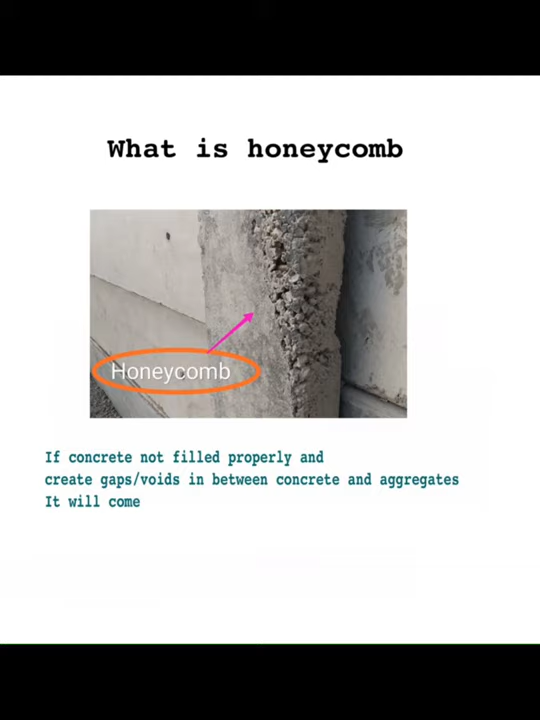 What is honeycomb
Honeycomb
If concrete not filled properly and
create gaps/voids in between concrete and aggregates
It will come